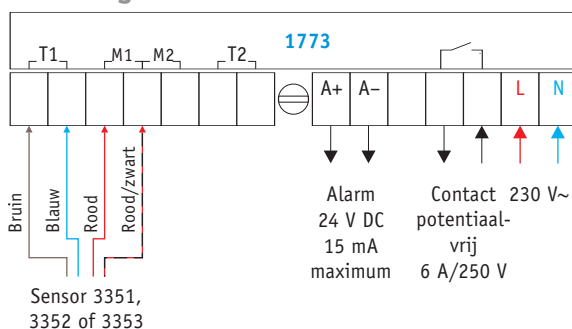 1773
T1 M1 M2 T2
A+ A– L N
Bruin
Blauw
Rood
Rood/zwart
Alarm
24 V DC
15 mA
maximum
Contact
potentiaal-
vrij
6 A/250 V
230 V~
Sensor 3351,
3352 of 3353